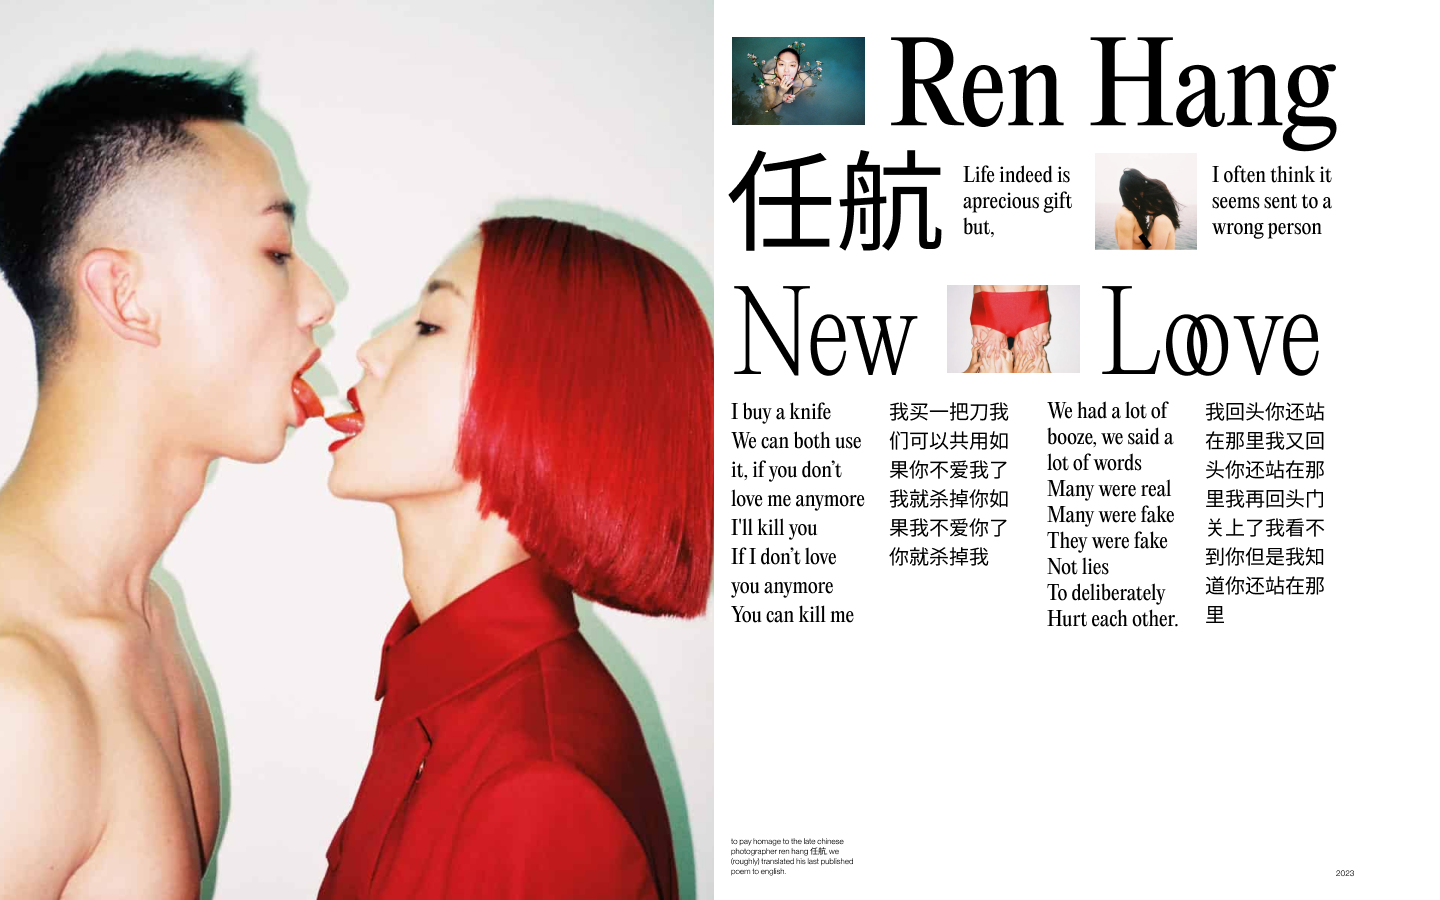 Ren Hang
任航
Life indeed is
aprecious gift
but,
I often think it
seems sent to a
wrong person
New Loove
I buy a knife
We can both use
it, if you don't
love me anymore
I'll kill you
If I don't love
you anymore
You can kill me
我买一把刀我
们可以共用如
果你不爱我了
我就杀掉你如
果我不爱你了
你就杀掉我
We had a lot of
booze, we said a
lot of words
Many were real
Many were fake
They were fake
Not lies
To deliberately
Hurt each other.
我回头你还站
在那里我又回
头你还站在那
里我再回头门
关上了我看不
到你但是我知
道你还站在那
里
to pay homage to the late chinese
photographer ren hang 任航, we
(roughly) translated his last published
poem to english.
2023